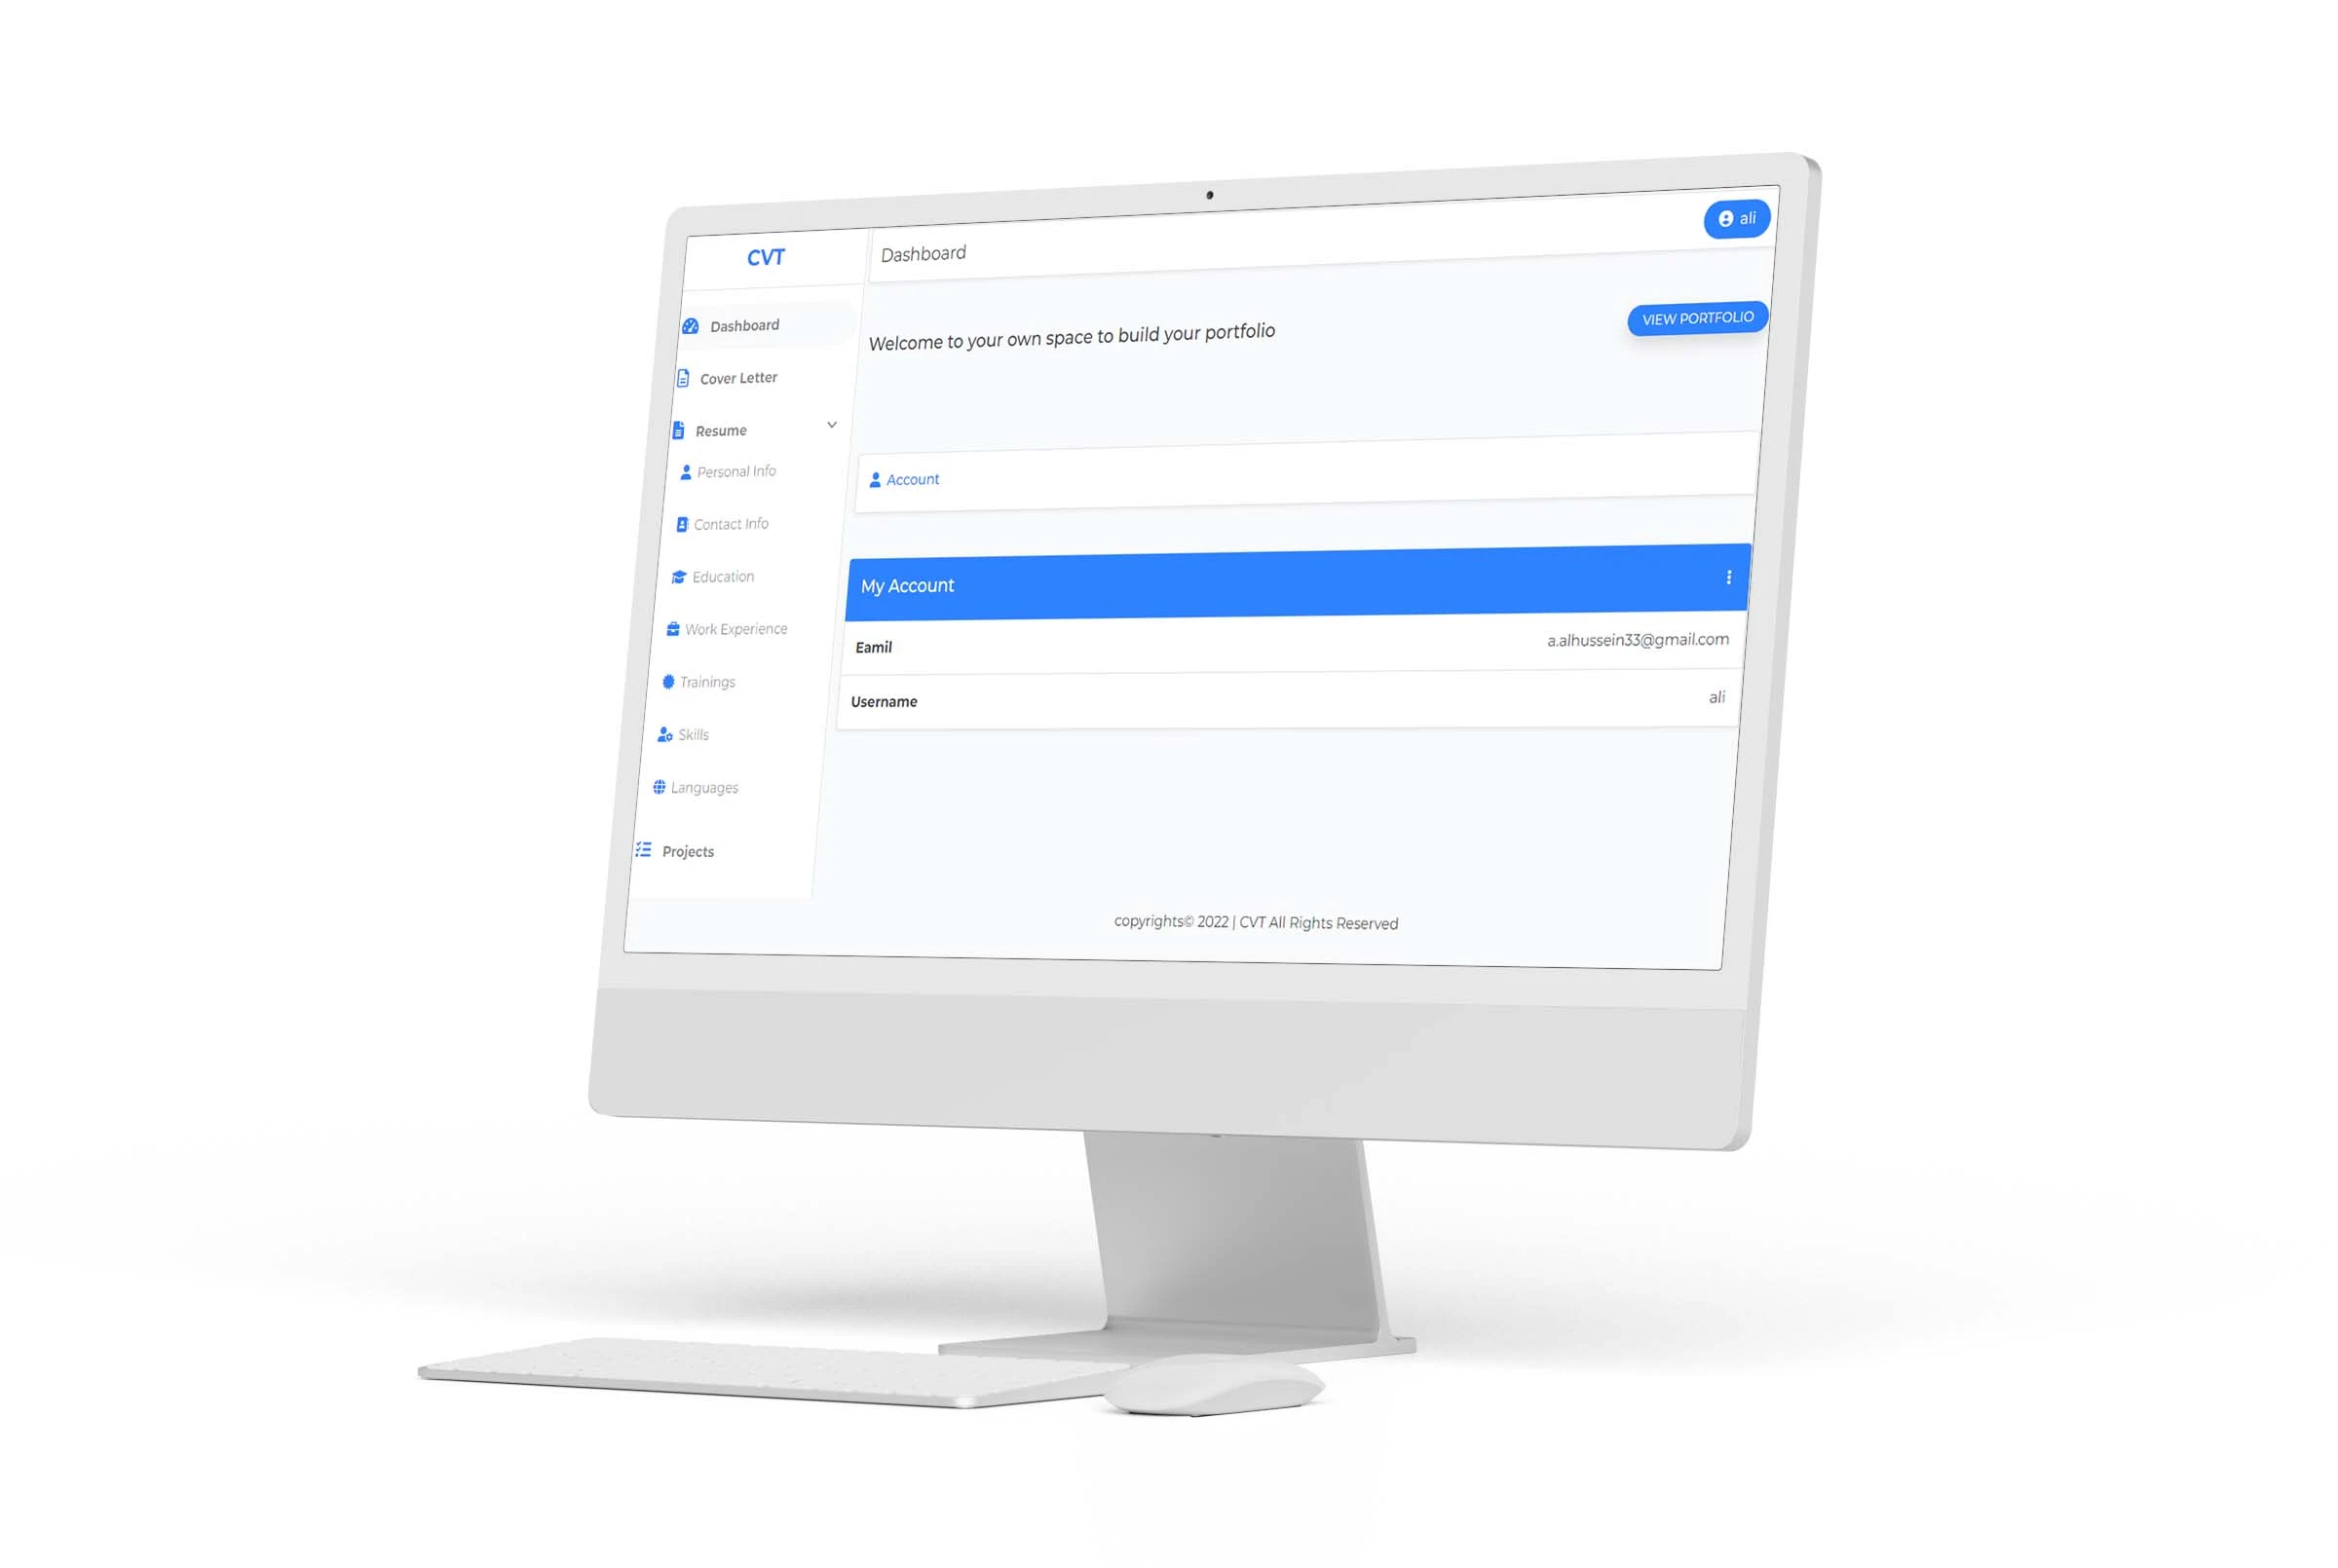 CVT
Dashboard
ali
Dashboard
Cover Letter
Resume
Personal Info
Contact Info
Education
Work Experience
Trainings
Skills
Languages
Projects
Welcome to your own space to build your portfolio
VIEW PORTFOLIO
Account
My Account
Eamil a.alhussein33@gmail.com
Username ali
copyrights© 2022 | CVT All Rights Reserved